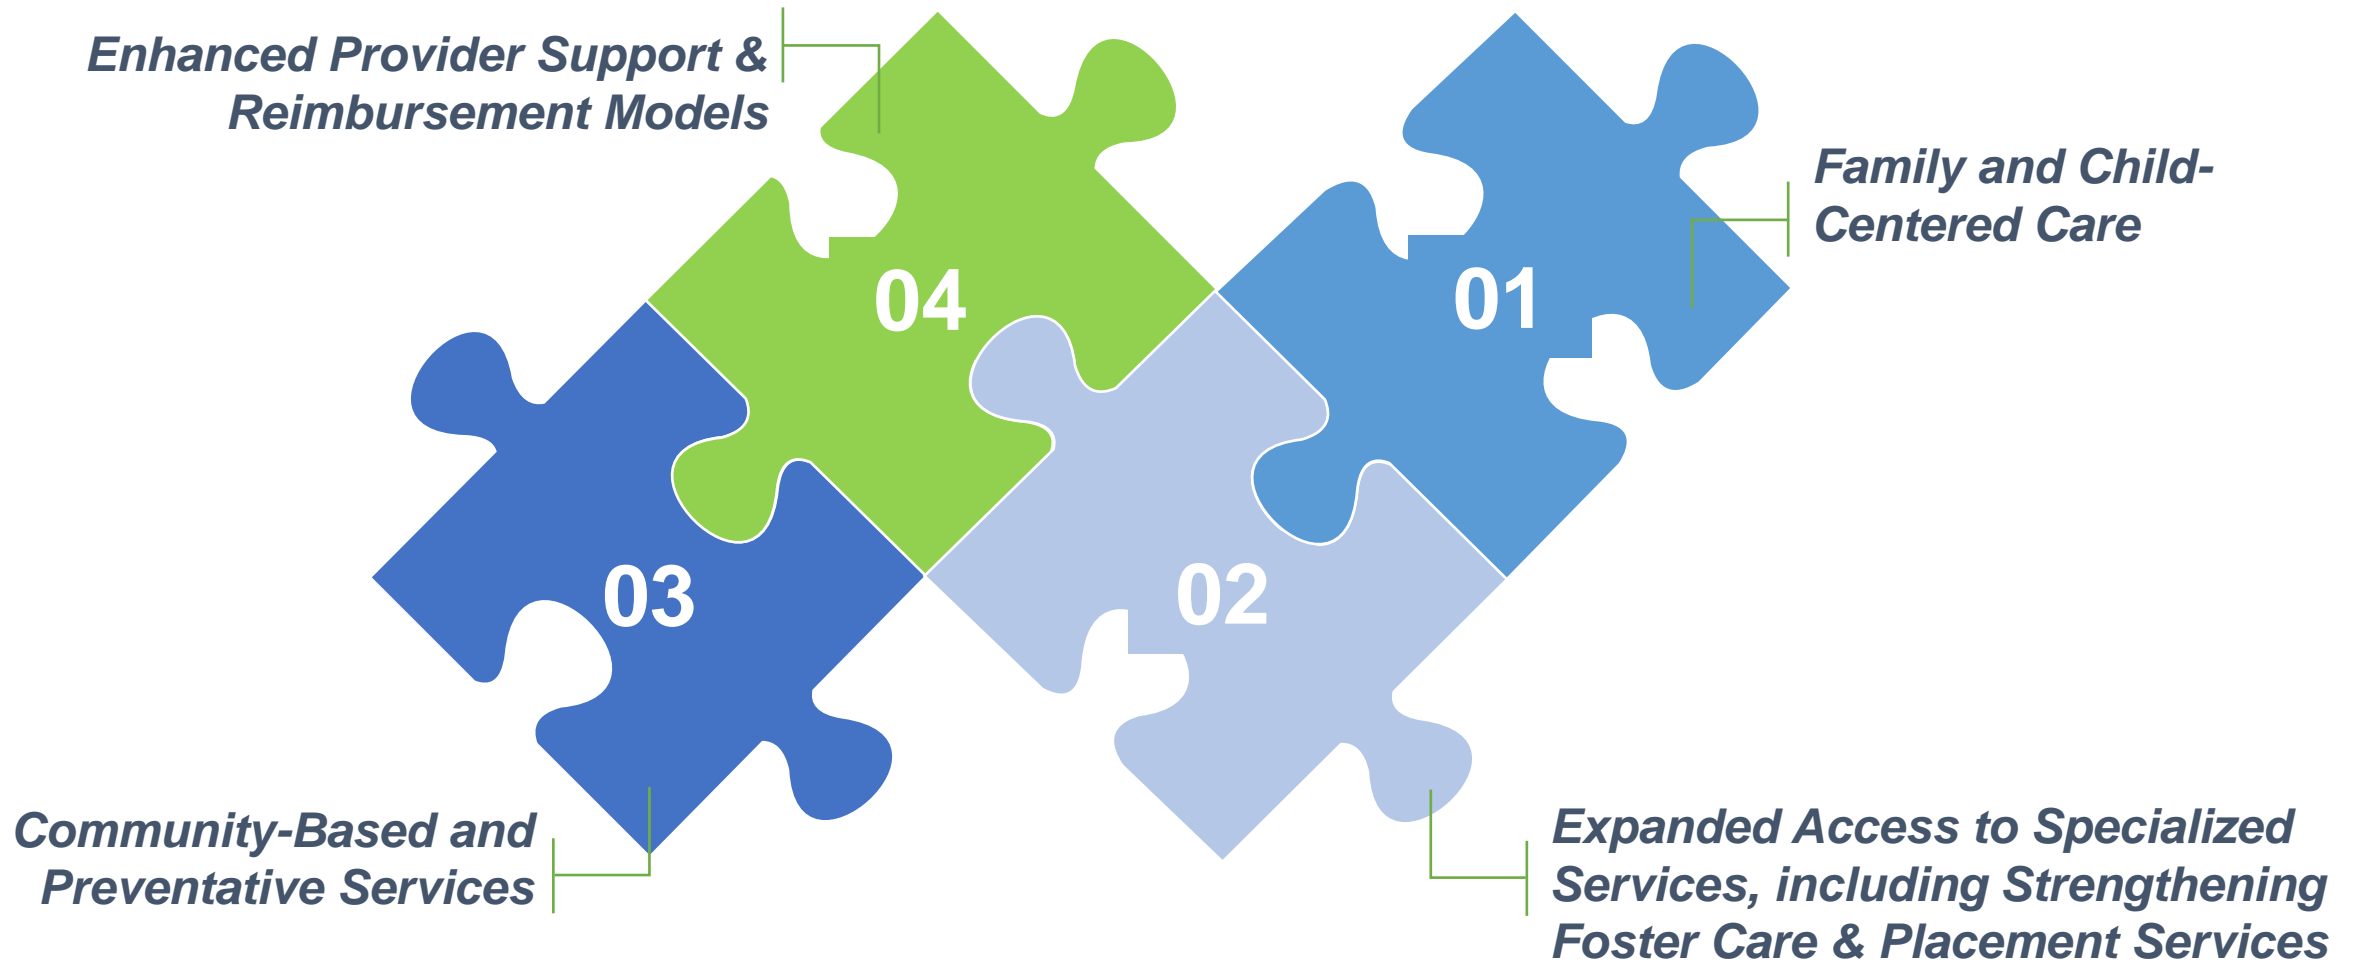 Enhanced Provider Support &
Reimbursement Models
Family and Child-
Centered Care
04
01
03
02
Community-Based and
Preventative Services
Expanded Access to Specialized
Services, including Strengthening
Foster Care & Placement Services